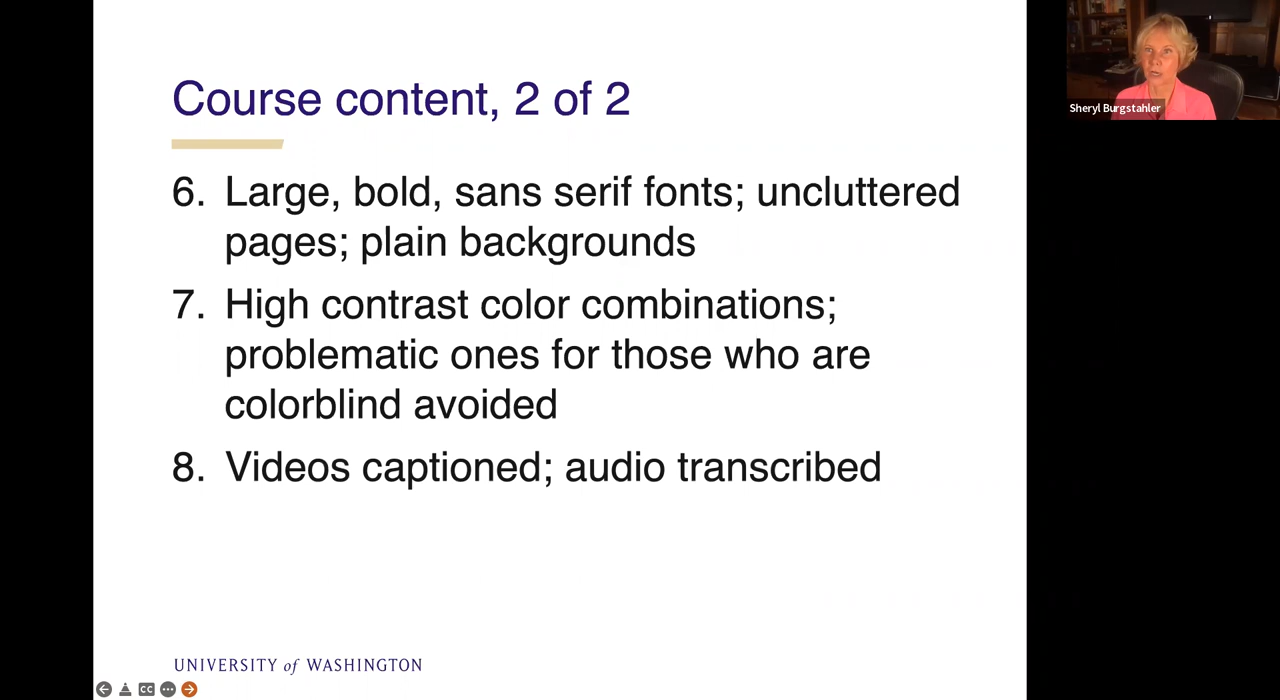 Course content, 2 of 2
6. Large, bold, sans serif fonts; uncluttered
pages; plain backgrounds
7. High contrast color combinations;
problematic ones for those who are
colorblind avoided
8. Videos captioned; audio transcribed
UNIVERSITY of WASHINGTON
CC
Sheryl Burgstahler